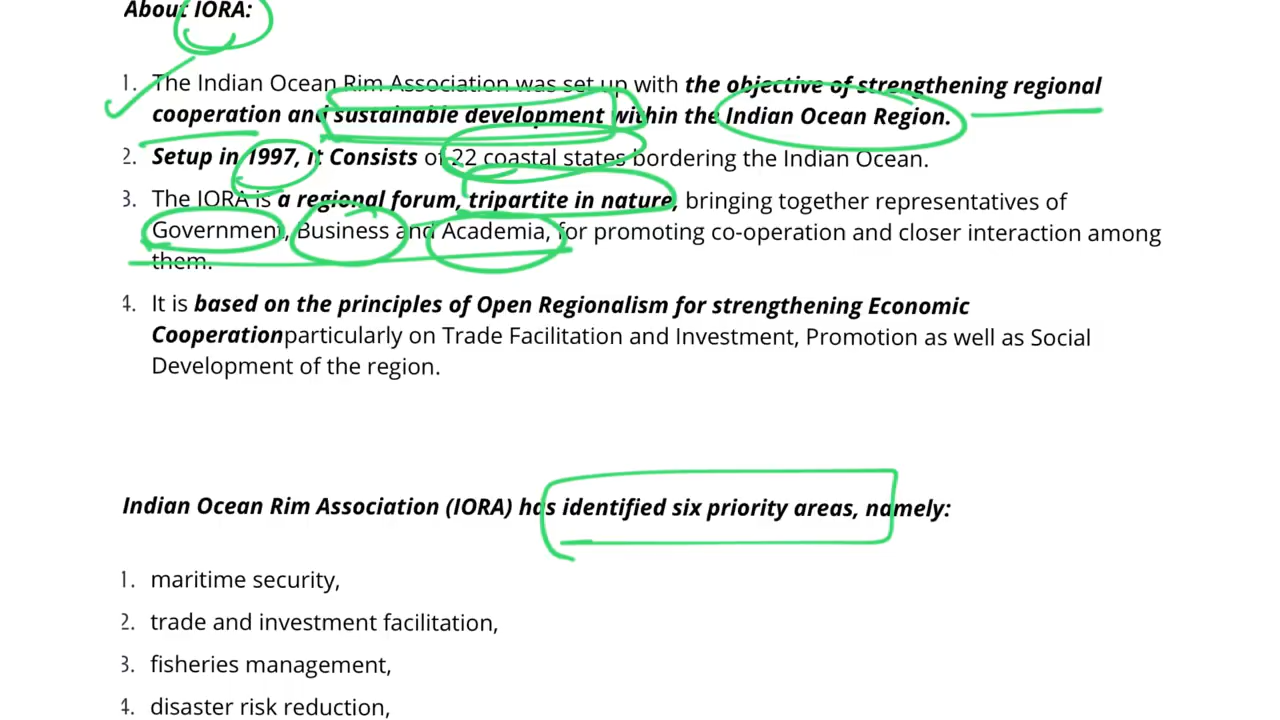 About IORA:
1. The Indian Ocean Rim Association was set up with the objective of strengthening regional
cooperation and sustainable development within the Indian Ocean Region.
2. Setup in 1997, it Consists of 22 coastal states bordering the Indian Ocean.
3. The IORA is a regional forum, tripartite in nature, bringing together representatives of
Government, Business and Academia, for promoting co-operation and closer interaction among
them.
4. It is based on the principles of Open Regionalism for strengthening Economic
Cooperationparticularly on Trade Facilitation and Investment, Promotion as well as Social
Development of the region.
Indian Ocean Rim Association (IORA) has identified six priority areas, namely:
1. maritime security,
2. trade and investment facilitation,
3. fisheries management,
4. disaster risk reduction,